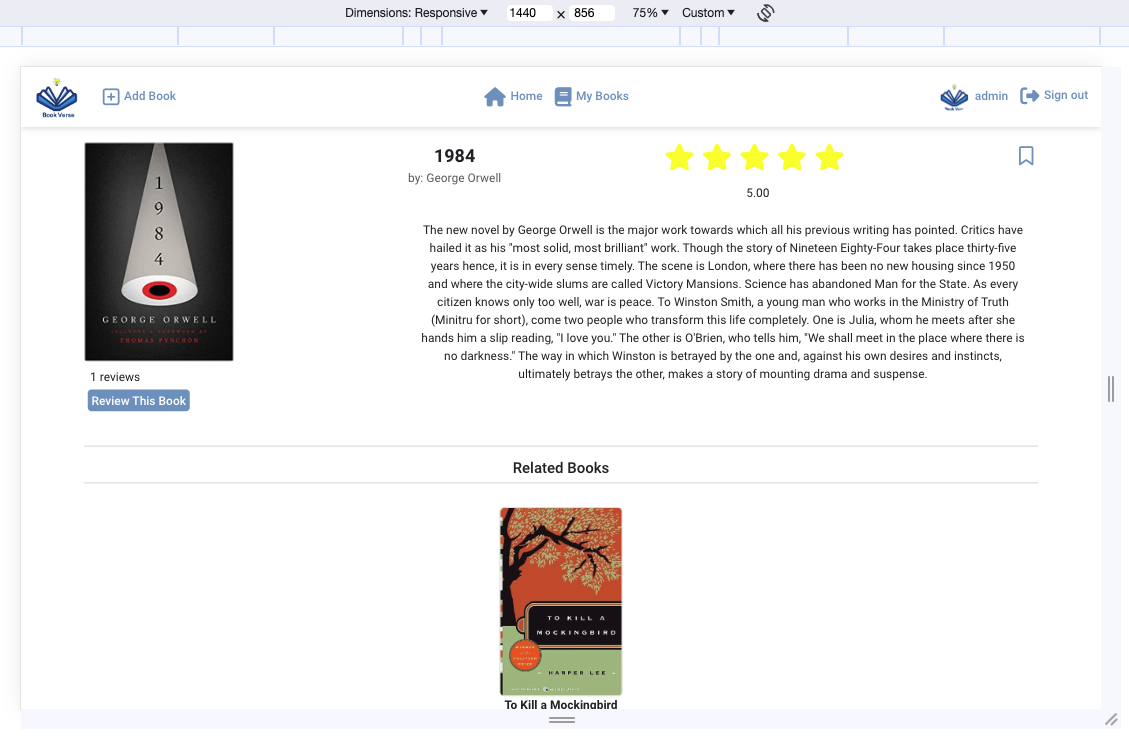 Dimensions: Responsive ▼ 1440 × 856 75% ▼ Custom ▼
Book Verse
Add Book
Home
My Books
admin
Sign out
1
9
8
4
GEORGE ORWELL
THOMAS PYNCHON
1984
by: George Orwell
5.00
The new novel by George Orwell is the major work towards which all his previous writing has pointed. Critics have
hailed it as his "most solid, most brilliant" work. Though the story of Nineteen Eighty-Four takes place thirty-five
years hence, it is in every sense timely. The scene is London, where there has been no new housing since 1950
and where the city-wide slums are called Victory Mansions. Science has abandoned Man for the State. As every
citizen knows only too well, war is peace. To Winston Smith, a young man who works in the Ministry of Truth
(Minitru for short), come two people who transform this life completely. One is Julia, whom he meets after she
hands him a slip reading, "I love you." The other is O'Brien, who tells him, "We shall meet in the place where there is
no darkness." The way in which Winston is betrayed by the one and, against his own desires and instincts,
ultimately betrays the other, makes a story of mounting drama and suspense.
1 reviews
Review This Book
Related Books
TO KILL A
MOCKINGBIRD
HARPER LEE
To Kill a Mockingbird